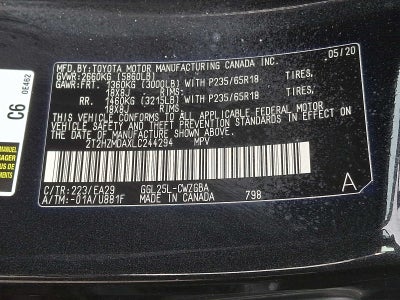 MFD. BY:TOYOTA MOTOR MANUFACTURING CANADA INC. 05/20
GVWR:2660KG (5860LB)
GAWR:FRT. 1360KG (3000LB) WITH P235/65R18 TIRES,
18X8J RIMS,
RR. 1460KG (3215LB) WITH P235/65R18 TIRES,
18X8J RIMS,
THIS VEHICLE CONFORMS TO ALL APPLICABLE FEDERAL MOTOR
VEHICLE SAFETY AND BUMPER STANDARDS IN EFFECT ON
THE DATE OF MANUFACTURE SHOWN ABOVE.
2T2HZMDAXLC244294 MPV
C/TR:223/EA29 GGL25L-CWZGBA
A/TM:-01A/U881F MADE IN CANADA 798 A
C6 0E462
MANUEL